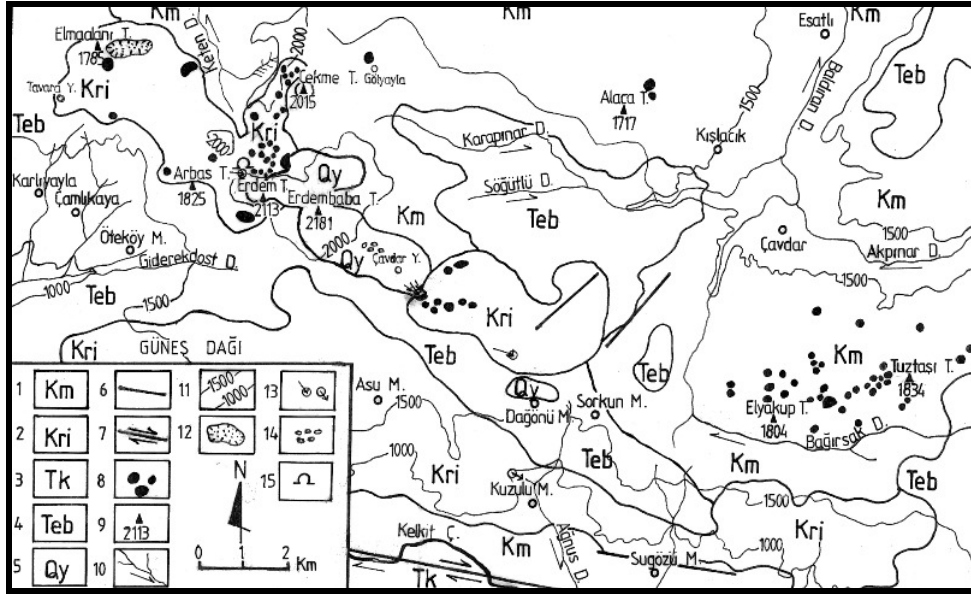 Km
Km
Esatlı
Km
Elmaalanı T.
1785
Keten D.
2000
Çekme T.
Gölyayla
2015
Teb
Baldıran D.
Kri
Tavara Y.
Alaca T.
1717
1500
Teb
Kri
2000
Karapınar D.
Kışlacık
Karlıyayla
Arbas T.
1825
Erdem T.
2113
Qy
Erdembaba T.
2181
Söğütlü D.
Km
Çamlıkaya
Km
Teb
Öteköy M.
2000
Qy
Çavdar Y.
Çavdar
1500
Akpınar D.
Giderekdost D.
1000
Teb
1500
Kri
Kri
GÜNEŞ DAĞI
Teb
Teb
Km
Tuztaşı T.
1834
Asu M.
1500
Qy
Dağönü M.
Sorkun M.
Elyakup T.
1804
Bağırsak D.
1000
Kri
Teb
Km
Teb
Kuzulu M.
1500
Kri
Kelkit Ç.
Km
Ağnus D.
1000
Sugözü M.
Tk
1 Km 6 11 1500 1000 13
2 Kri 7 12 14
3 Tk 8 N 15
4 Teb 9 2113
5 Qy 10 0 1 2 Km